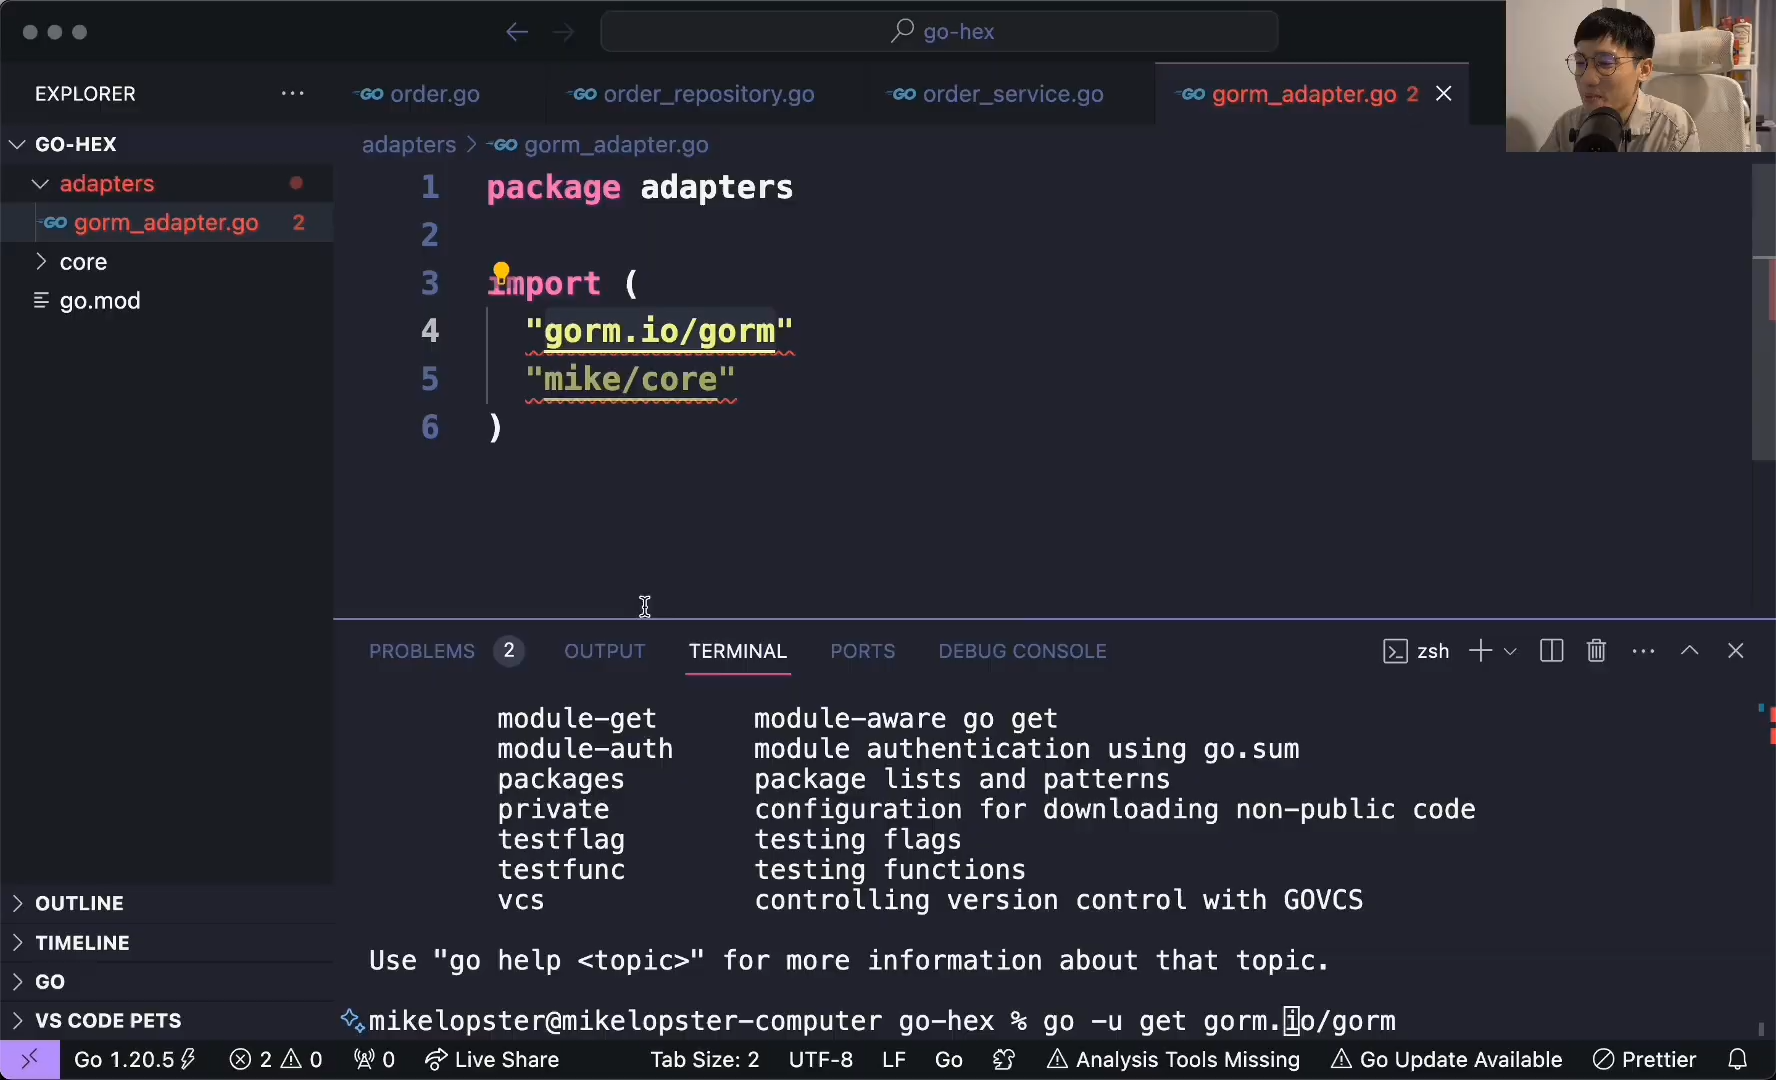 go-hex
EXPLORER
GO order.go
GO order_repository.go
GO order_service.go
GO gorm_adapter.go 2
GO-HEX
adapters
GO gorm_adapter.go 2
core
go.mod
OUTLINE
TIMELINE
GO
VS CODE PETS
adapters > GO gorm_adapter.go
1 package adapters
2
3 import (
4 "gorm.io/gorm"
5 "mike/core"
6 )
PROBLEMS 2 OUTPUT TERMINAL PORTS DEBUG CONSOLE
zsh
module-get module-aware go get
module-auth module authentication using go.sum
packages package lists and patterns
private configuration for downloading non-public code
testflag testing flags
testfunc testing functions
vcs controlling version control with GOVCS
Use "go help <topic>" for more information about that topic.
mikelopster@mikelopster-computer go-hex % go -u get gorm.io/gorm
Go 1.20.5 2 0 0 Live Share Tab Size: 2 UTF-8 LF Go Analysis Tools Missing Go Update Available Prettier